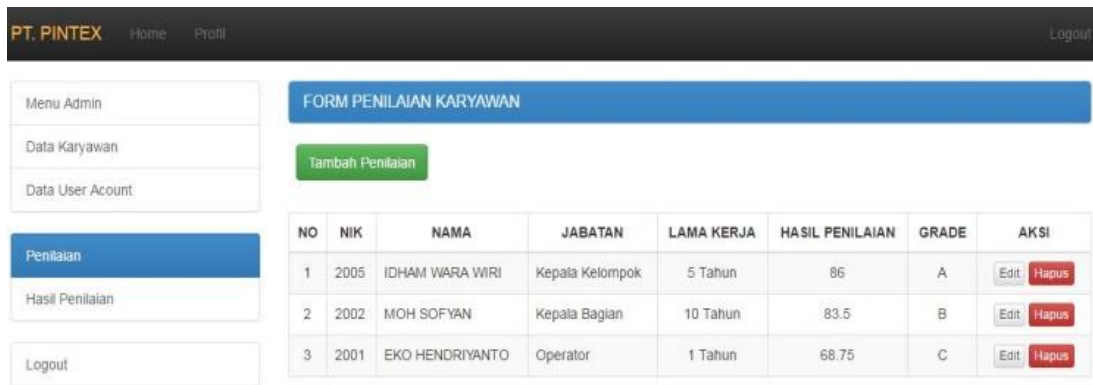 PT. PINTEX Home Profil Logout
Menu Admin
Data Karyawan
Data User Acount
Penilaian
Hasil Penilaian
Logout
FORM PENILAIAN KARYAWAN
Tambah Penilaian
NO NIK NAMA JABATAN LAMA KERJA HASIL PENILAIAN GRADE AKSI
1 2005 IDHAM WARA WIRI Kepala Kelompok 5 Tahun 86 A Edit Hapus
2 2002 MOH SOFYAN Kepala Bagian 10 Tahun 83.5 B Edit Hapus
3 2001 EKO HENDRIYANTO Operator 1 Tahun 68.75 C Edit Hapus